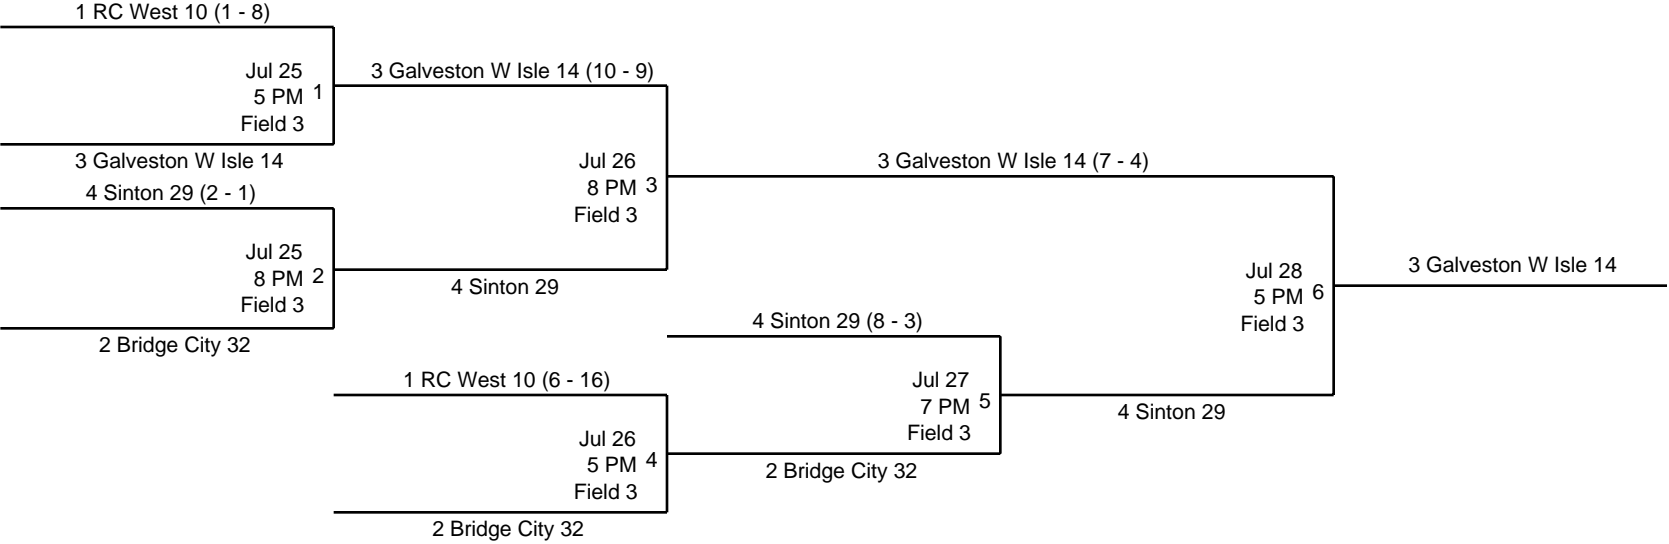 1 RC West 10 (1 - 8)
Jul 25
5 PM 1
Field 3
3 Galveston W Isle 14
4 Sinton 29 (2 - 1)
Jul 25
8 PM 2
Field 3
2 Bridge City 32
3 Galveston W Isle 14 (10 - 9)
Jul 26
8 PM 3
Field 3
4 Sinton 29
1 RC West 10 (6 - 16)
Jul 26
5 PM 4
Field 3
2 Bridge City 32
4 Sinton 29 (8 - 3)
Jul 27
7 PM 5
Field 3
2 Bridge City 32
3 Galveston W Isle 14 (7 - 4)
Jul 28
5 PM 6
Field 3
4 Sinton 29
3 Galveston W Isle 14